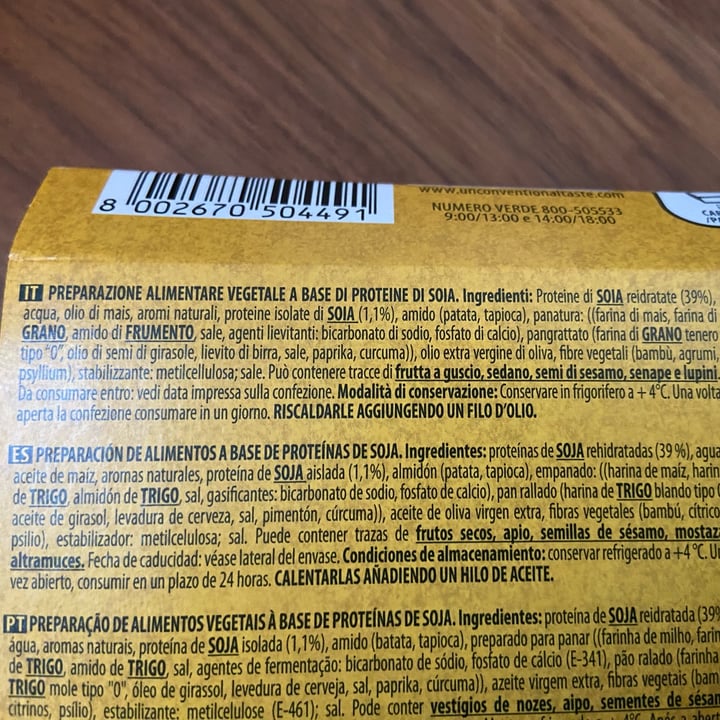 8 002670 504491
www.unconventionaltaste.com
NUMERO VERDE 800-505533
9:00/13:00 e 14:00/18:00
CA
/P
IT PREPARAZIONE ALIMENTARE VEGETALE A BASE DI PROTEINE DI SOIA. Ingredienti: Proteine di SOIA reidratate (39%),
acqua, olio di mais, aromi naturali, proteine isolate di SOIA (1,1%), amido (patata, tapioca), panatura: ((farina di mais, farina di
GRANO, amido di FRUMENTO, sale, agenti lievitanti: bicarbonato di sodio, fosfato di calcio), pangrattato (farina di GRANO tenero
tipo "0", olio di semi di girasole, lievito di birra, sale, paprika, curcuma)), olio extra vergine di oliva, fibre vegetali (bambù, agrumi,
psyllium), stabilizzante: metilcellulosa; sale. Può contenere tracce di frutta a guscio, sedano, semi di sesamo, senape e lupini.
Da consumare entro: vedi data impressa sulla confezione. Modalità di conservazione: Conservare in frigorifero a + 4°C. Una volta
aperta la confezione consumare in un giorno. RISCALDARLE AGGIUNGENDO UN FILO D'OLIO.
ES PREPARACIÓN DE ALIMENTOS A BASE DE PROTEÍNAS DE SOJA. Ingredientes: proteínas de SOJA rehidratadas (39 %), agua
aceite de maíz, arornas naturales, proteína de SOJA aislada (1,1%), almidón (patata, tapioca), empanado: ((harina de maíz, harin
de TRIGO, almidón de TRIGO, sal, gasificantes: bicarbonato de sodio, fosfato de calcio), pan rallado (harina de TRIGO blando tipo
aceite de girasol, levadura de cerveza, sal, pimentón, cúrcuma)), aceite de oliva virgen extra, fibras vegetales (bambú, cítrico
psilio), estabilizador: metilcelulosa; sal. Puede contener trazas de frutos secos, apio, semillas de sésamo, mostaz
altramuces. Fecha de caducidad: véase lateral del envase. Condiciones de almacenamiento: conservar refrigerado a +4 °C. U
vez abierto, consumir en un plazo de 24 horas. CALENTARLAS AÑADIENDO UN HILO DE ACEITE.
PT PREPARAÇÃO DE ALIMENTOS VEGETAIS À BASE DE PROTEÍNAS DE SOJA. Ingredientes: proteína de SOJA reidratada (39%
água, aromas naturais, proteína de SOJA isolada (1,1%), amido (batata, tapioca), preparado para panar ((farinha de milho, farin
de TRIGO, amido de TRIGO, sal, agentes de fermentação: bicarbonato de sódio, fosfato de cálcio (E-341), pão ralado (farinha
TRIGO mole tipo "0", óleo de girassol, levedura de cerveja, sal, paprika, cúrcuma)), azeite virgem extra, fibras vegetais (bam
citrinos, psílio), estabilizante: metilcelulose (E-461); sal. Pode conter vestígios de nozes, aipo, sementes de sésam